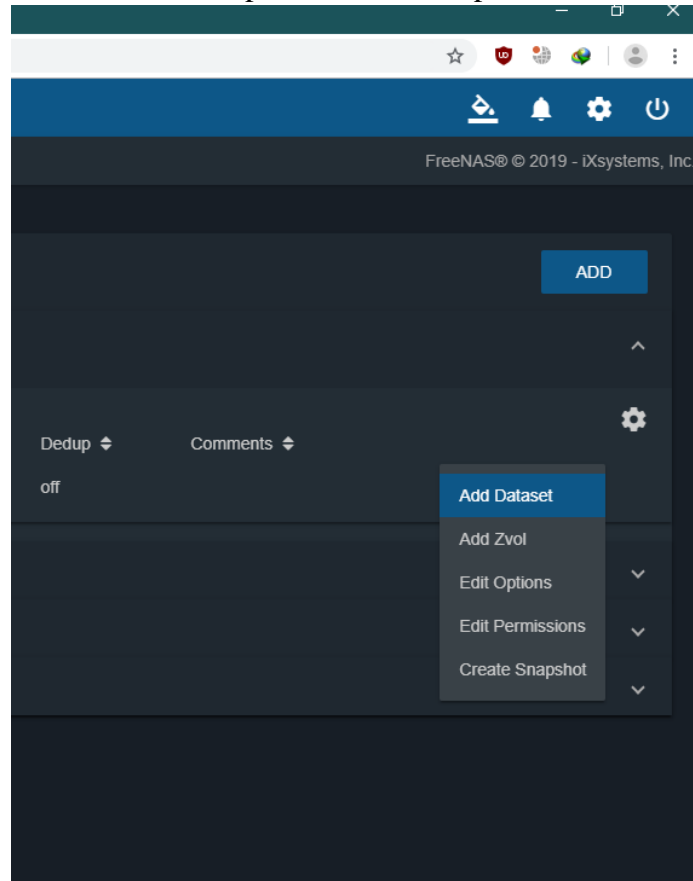 FreeNAS® © 2019 - iXsystems, Inc
ADD
Dedup
Comments
off
Add Dataset
Add Zvol
Edit Options
Edit Permissions
Create Snapshot